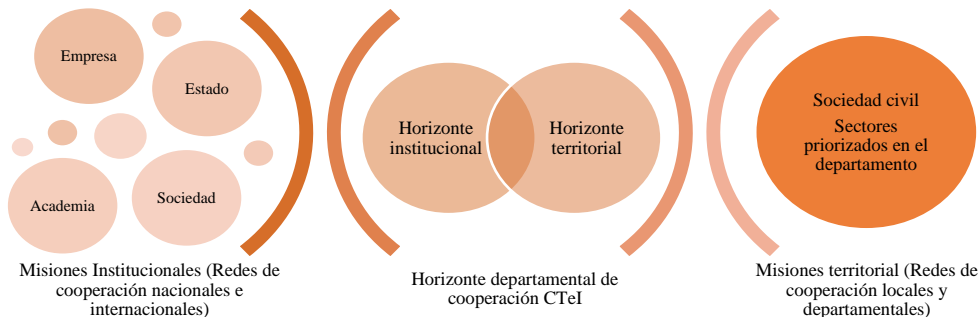 Empresa
Estado
Academia
Sociedad
Misiones Institucionales (Redes de
cooperación nacionales e
internacionales)
Horizonte
institucional
Horizonte
territorial
Horizonte departamental de
cooperación CTeI
Sociedad civil
Sectores
priorizados en el
departamento
Misiones territorial (Redes de
cooperación locales y
departamentales)